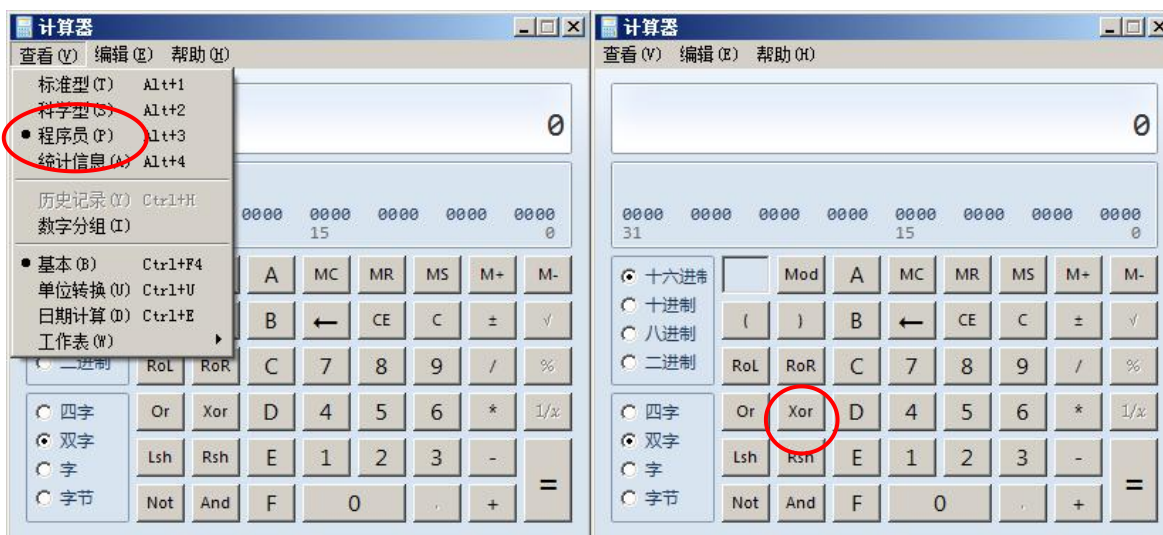 计算器
查看(V) 编辑(E) 帮助(H)
标准型(T) Alt+1
科学型(S) Alt+2
程序员(P) Alt+3
统计信息(A) Alt+4
历史记录(Y) Ctrl+H
数字分组(I)
基本(B) Ctrl+F4
单位转换(U) Ctrl+U
日期计算(D) Ctrl+E
工作表(W)
0
0000 0000 0000 0000 0000
15 0
A MC MR MS M+ M-
B ← CE C ± √
二进制 RoL RoR C 7 8 9 / %
四字 Or Xor D 4 5 6 * 1/x
双字
字 Lsh Rsh E 1 2 3 - =
字节 Not And F 0 . +
计算器
查看(V) 编辑(E) 帮助(H)
0
0000 0000 0000 0000 0000 0000 0000 0000
31 15 0
十六进制 Mod A MC MR MS M+ M-
十进制
八进制 ( ) B ← CE C ± √
二进制 RoL RoR C 7 8 9 / %
四字 Or Xor D 4 5 6 * 1/x
双字
字 Lsh Rsh E 1 2 3 - =
字节 Not And F 0 . +